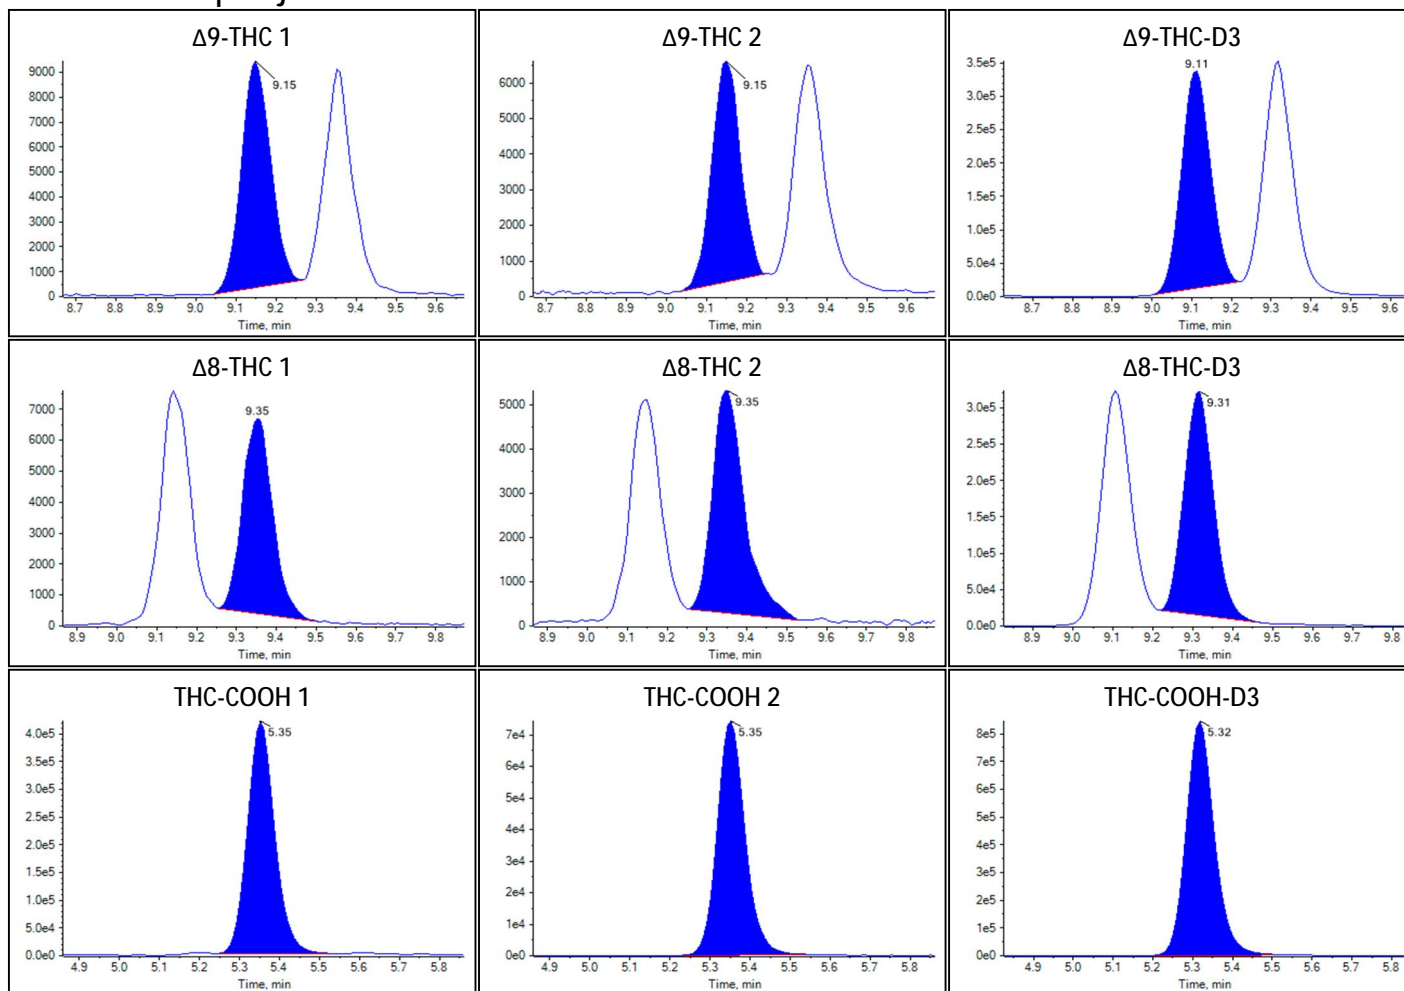 Δ9-THC 1
9000
8000
7000
6000
5000
4000
3000
2000
1000
0
9.15
8.7 8.8 8.9 9.0 9.1 9.2 9.3 9.4 9.5 9.6
Time, min
Δ9-THC 2
6000
5000
4000
3000
2000
1000
0
9.15
8.7 8.8 8.9 9.0 9.1 9.2 9.3 9.4 9.5 9.6
Time, min
Δ9-THC-D3
3.5e5
3.0e5
2.5e5
2.0e5
1.5e5
1.0e5
5.0e4
0.0e0
9.11
8.7 8.8 8.9 9.0 9.1 9.2 9.3 9.4 9.5 9.6
Time, min
Δ8-THC 1
7000
6000
5000
4000
3000
2000
1000
0
9.35
8.9 9.0 9.1 9.2 9.3 9.4 9.5 9.6 9.7 9.8
Time, min
Δ8-THC 2
5000
4000
3000
2000
1000
0
9.35
8.9 9.0 9.1 9.2 9.3 9.4 9.5 9.6 9.7 9.8
Time, min
Δ8-THC-D3
3.0e5
2.5e5
2.0e5
1.5e5
1.0e5
5.0e4
0.0e0
9.31
8.9 9.0 9.1 9.2 9.3 9.4 9.5 9.6 9.7 9.8
Time, min
THC-COOH 1
4.0e5
3.5e5
3.0e5
2.5e5
2.0e5
1.5e5
1.0e5
5.0e4
0.0e0
5.35
4.9 5.0 5.1 5.2 5.3 5.4 5.5 5.6 5.7 5.8
Time, min
THC-COOH 2
7e4
6e4
5e4
4e4
3e4
2e4
1e4
0e0
5.35
4.9 5.0 5.1 5.2 5.3 5.4 5.5 5.6 5.7 5.8
Time, min
THC-COOH-D3
8e5
7e5
6e5
5e5
4e5
3e5
2e5
1e5
0e0
5.32
4.9 5.0 5.1 5.2 5.3 5.4 5.5 5.6 5.7 5.8
Time, min